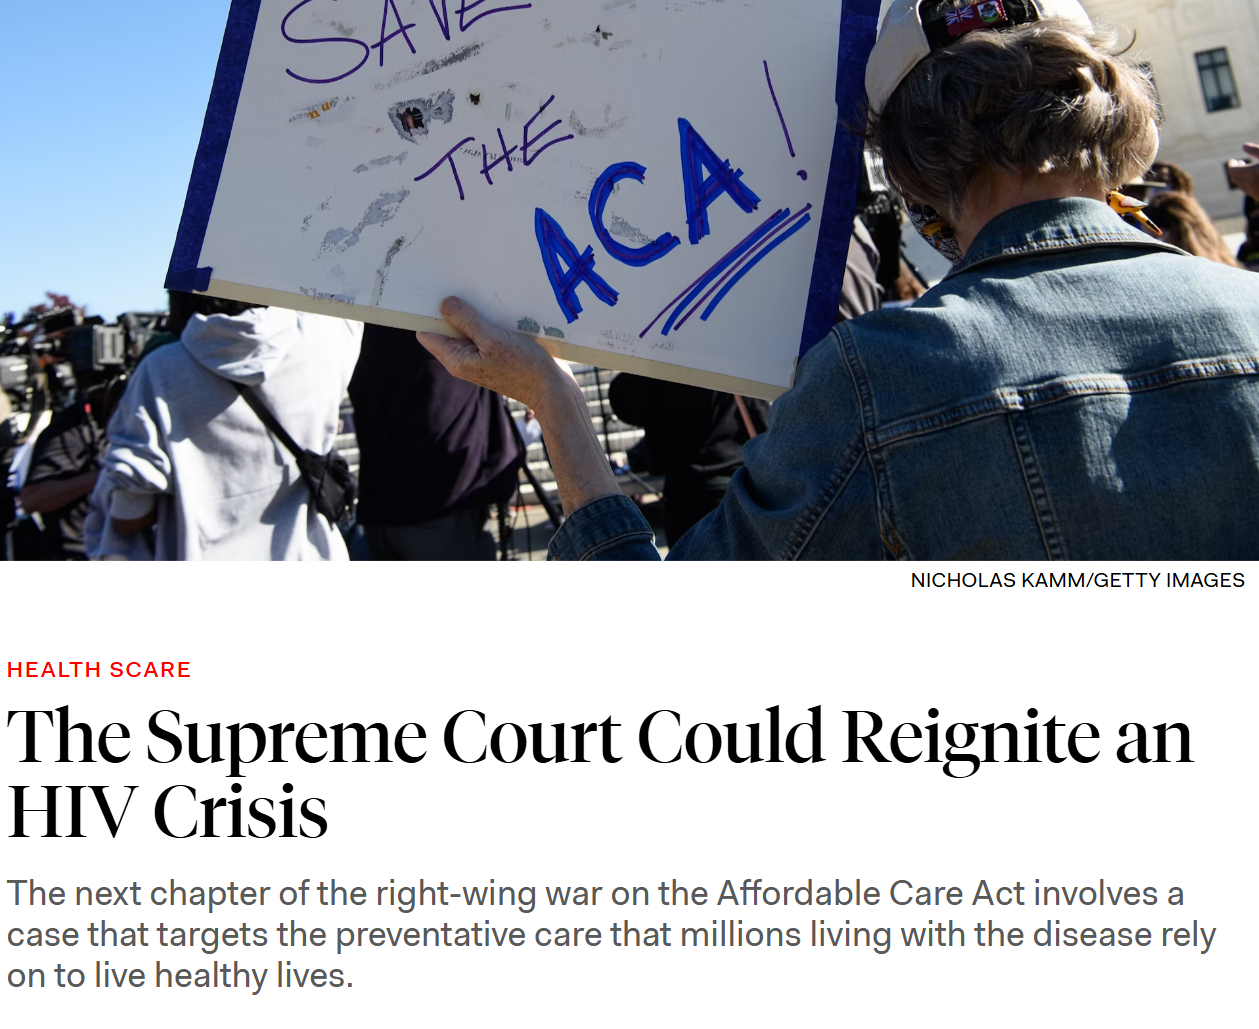 SAVE
THE
ACA!
NICHOLAS KAMM/GETTY IMAGES
HEALTH SCARE
The Supreme Court Could Reignite an
HIV Crisis
The next chapter of the right-wing war on the Affordable Care Act involves a
case that targets the preventative care that millions living with the disease rely
on to live healthy lives.